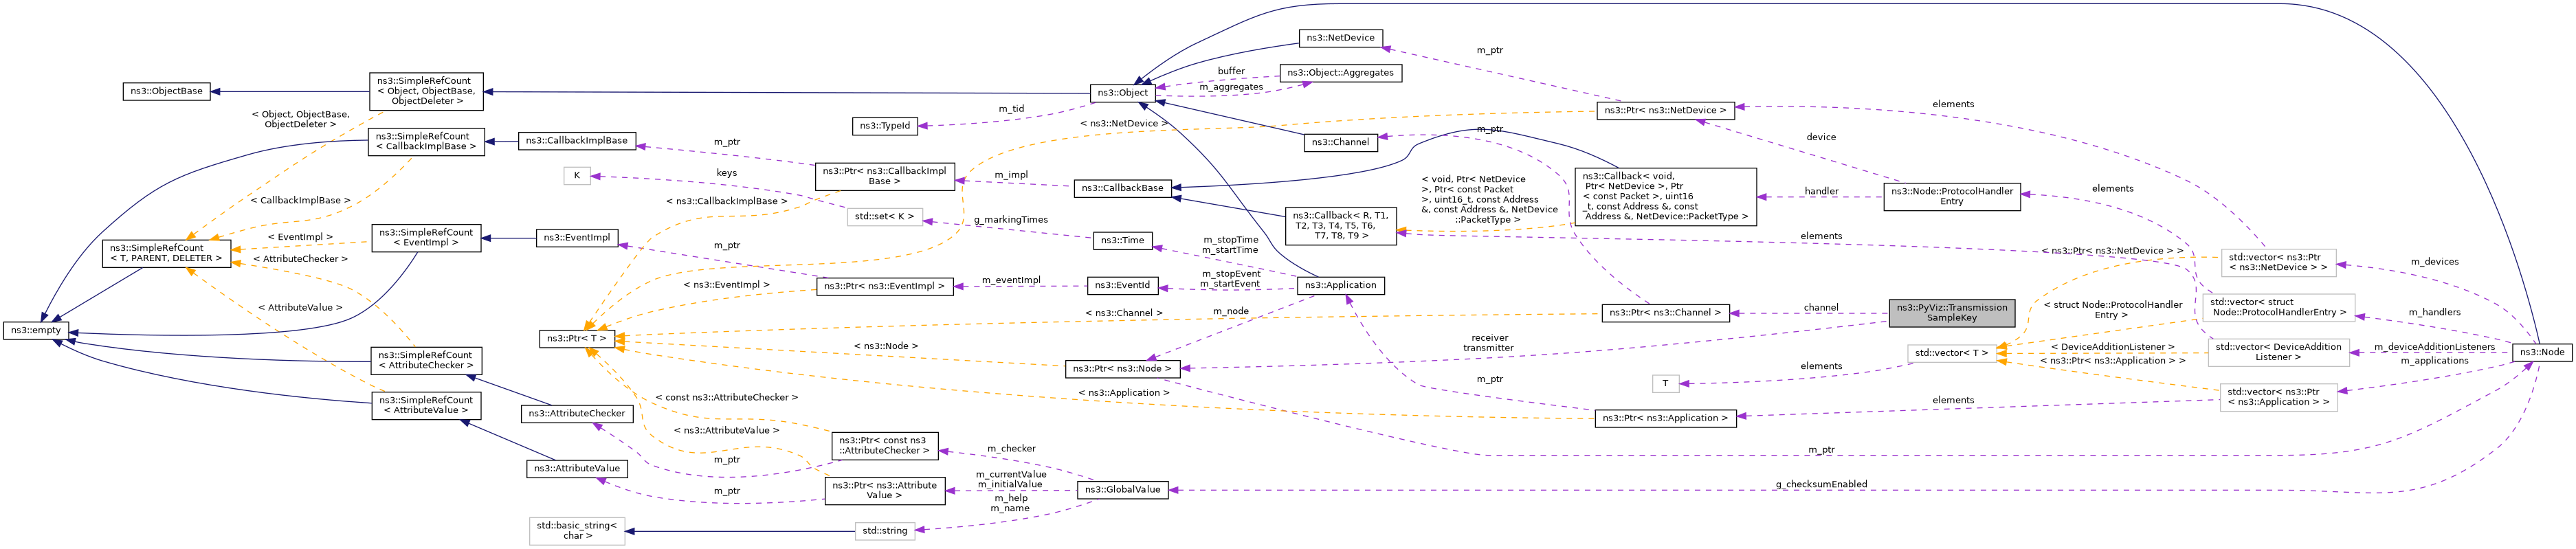 ns3::NetDevice
m_ptr
ns3::Object::Aggregates
buffer
m_aggregates
ns3::ObjectBase
ns3::SimpleRefCount
< Object, ObjectBase,
ObjectDeleter >
ns3::Object
m_tid
ns3::TypeId
< Object, ObjectBase,
ObjectDeleter >
ns3::Ptr< ns3::NetDevice >
elements
< ns3::NetDevice >
m_ptr
ns3::Channel
device
ns3::SimpleRefCount
< CallbackImplBase >
ns3::CallbackImplBase
m_ptr
K
keys
ns3::Ptr< ns3::CallbackImpl
Base >
m_impl
ns3::CallbackBase
< void, Ptr< NetDevice
>, Ptr< const Packet
>, uint16_t, const Address
&, const Address &, NetDevice
::PacketType >
ns3::Callback< void,
Ptr< NetDevice >, Ptr
< const Packet >, uint16
_t, const Address &, const
Address &, NetDevice::PacketType >
handler
ns3::Node::ProtocolHandler
Entry
elements
< CallbackImplBase >
< ns3::CallbackImplBase >
std::set< K >
g_markingTimes
ns3::Callback< R, T1,
T2, T3, T4, T5, T6,
T7, T8, T9 >
elements
< EventImpl >
ns3::SimpleRefCount
< EventImpl >
ns3::EventImpl
m_ptr
ns3::Time
m_stopTime
m_startTime
< ns3::Ptr< ns3::NetDevice > >
std::vector< ns3::Ptr
< ns3::NetDevice > >
m_devices
ns3::SimpleRefCount
< T, PARENT, DELETER >
< AttributeChecker >
< ns3::EventImpl >
ns3::Ptr< ns3::EventImpl >
m_eventImpl
ns3::EventId
m_stopEvent
m_startEvent
ns3::Application
< AttributeValue >
< ns3::Channel >
m_node
ns3::Ptr< ns3::Channel >
channel
ns3::PyViz::Transmission
SampleKey
< struct Node::ProtocolHandler
Entry >
std::vector< struct
Node::ProtocolHandlerEntry >
m_handlers
ns3::empty
ns3::Ptr< T >
< ns3::Node >
receiver
transmitter
std::vector< T >
< DeviceAdditionListener >
< ns3::Ptr< ns3::Application > >
std::vector< DeviceAddition
Listener >
m_deviceAdditionListeners
m_applications
ns3::Node
ns3::SimpleRefCount
< AttributeChecker >
ns3::Ptr< ns3::Node >
elements
T
m_ptr
< ns3::Application >
ns3::SimpleRefCount
< AttributeValue >
ns3::AttributeChecker
< const ns3::AttributeChecker >
ns3::Ptr< ns3::Application >
elements
std::vector< ns3::Ptr
< ns3::Application > >
< ns3::AttributeValue >
ns3::Ptr< const ns3
::AttributeChecker >
m_checker
m_ptr
m_ptr
ns3::AttributeValue
m_ptr
ns3::Ptr< ns3::Attribute
Value >
m_currentValue
m_initialValue
m_help
m_name
ns3::GlobalValue
g_checksumEnabled
std::basic_string<
char >
std::string